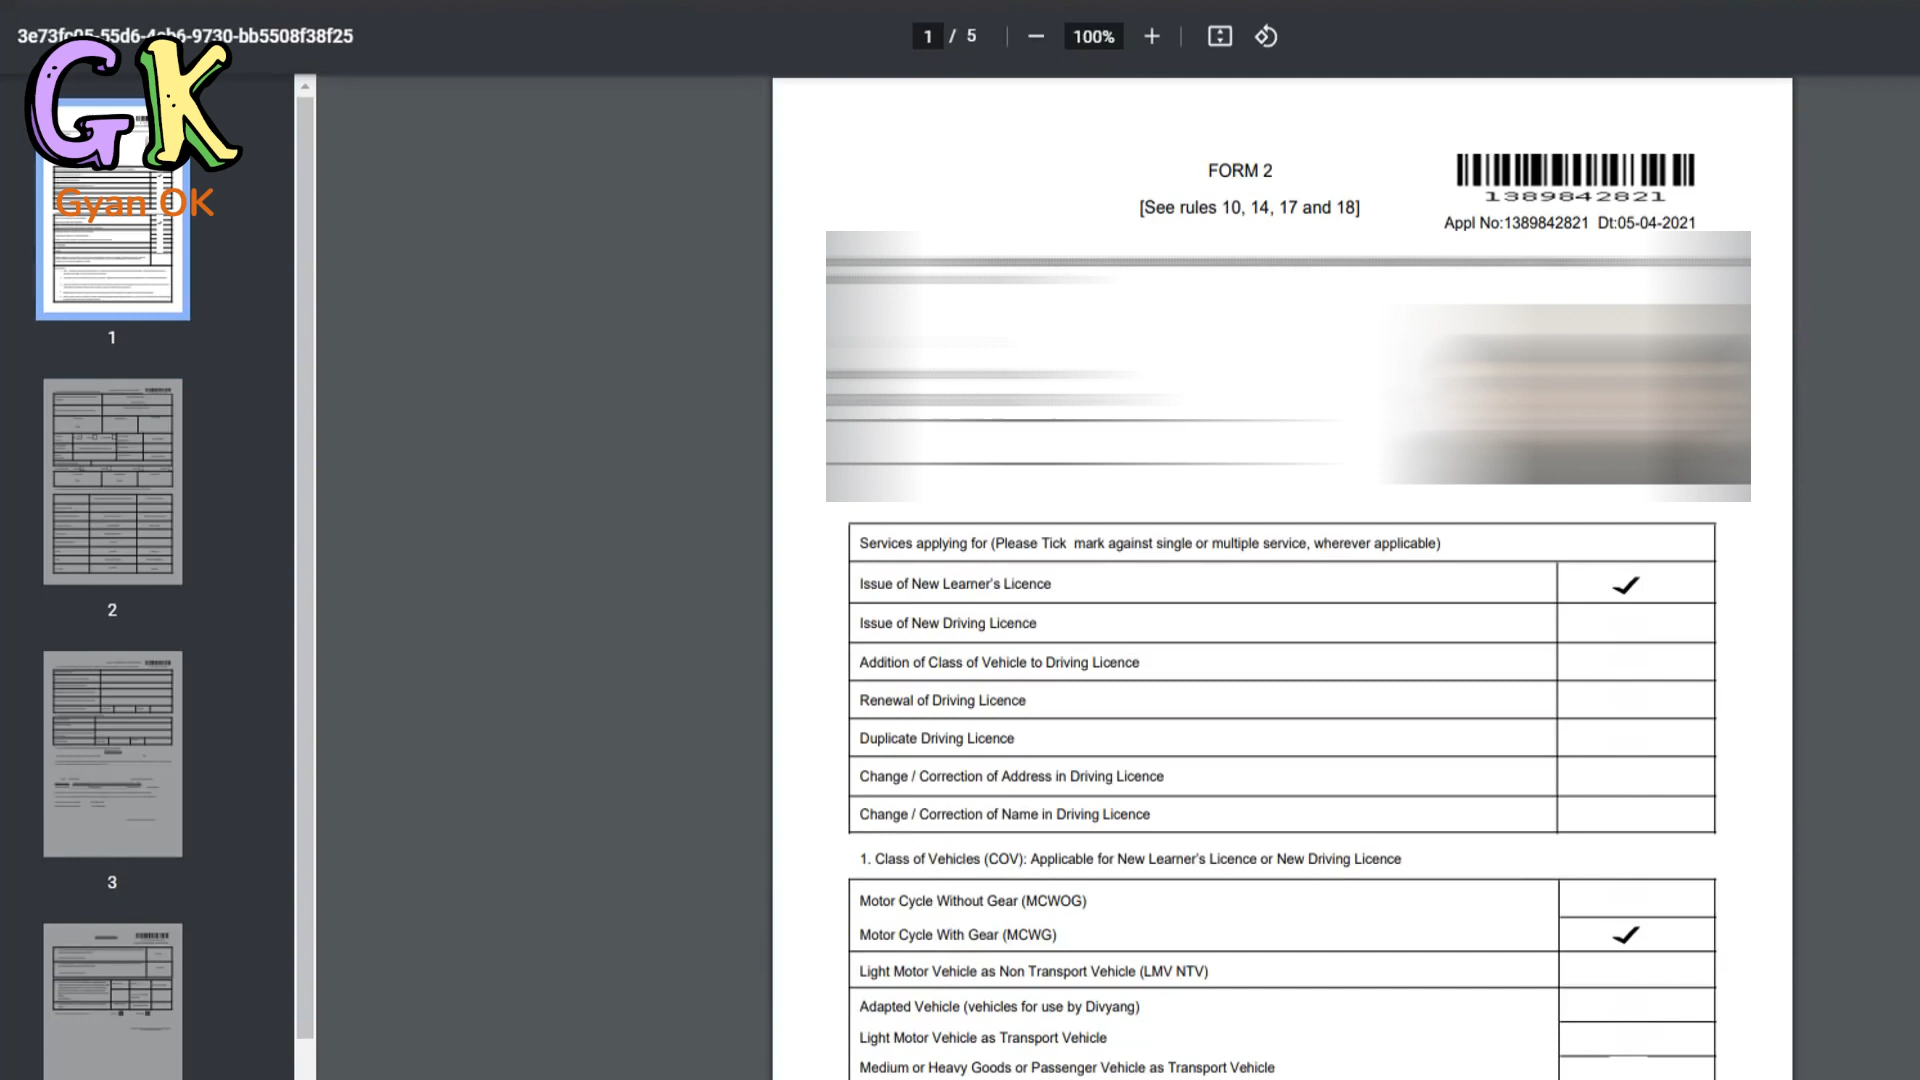 3e73fc05-55d6-4cb6-9730-bb5508f38f25
1 / 5
100%
GK
Gyan OK
1
2
3
FORM 2
[See rules 10, 14, 17 and 18]
1389842821
Appl No:1389842821 Dt:05-04-2021
Services applying for (Please Tick mark against single or multiple service, wherever applicable)
Issue of New Learner's Licence
Issue of New Driving Licence
Addition of Class of Vehicle to Driving Licence
Renewal of Driving Licence
Duplicate Driving Licence
Change / Correction of Address in Driving Licence
Change / Correction of Name in Driving Licence
1. Class of Vehicles (COV): Applicable for New Learner's Licence or New Driving Licence
Motor Cycle Without Gear (MCWOG)
Motor Cycle With Gear (MCWG)
Light Motor Vehicle as Non Transport Vehicle (LMV NTV)
Adapted Vehicle (vehicles for use by Divyang)
Light Motor Vehicle as Transport Vehicle
Medium or Heavy Goods or Passenger Vehicle as Transport Vehicle